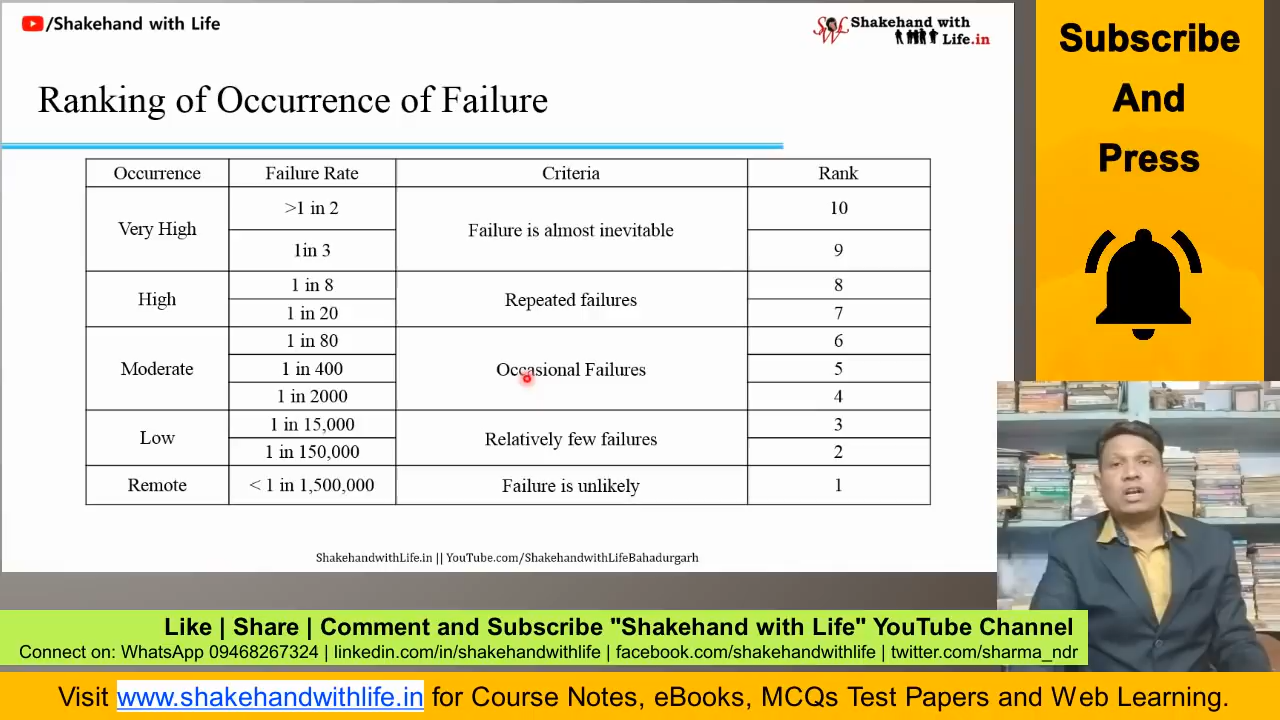 /Shakehand with Life
Shakehand with
Life.in
Ranking of Occurrence of Failure
Occurrence Failure Rate Criteria Rank
Very High >1 in 2 Failure is almost inevitable 10
1in 3 9
High 1 in 8 Repeated failures 8
1 in 20 7
Moderate 1 in 80 Occasional Failures 6
1 in 400 5
1 in 2000 4
Low 1 in 15,000 Relatively few failures 3
1 in 150,000 2
Remote < 1 in 1,500,000 Failure is unlikely 1
ShakehandwithLife.in || YouTube.com/ShakehandwithLifeBahadurgarh
Subscribe
And
Press
Like | Share | Comment and Subscribe "Shakehand with Life" YouTube Channel
Connect on: WhatsApp 09468267324 | linkedin.com/in/shakehandwithlife | facebook.com/shakehandwithlife | twitter.com/sharma_ndr
Visit www.shakehandwithlife.in for Course Notes, eBooks, MCQs Test Papers and Web Learning.